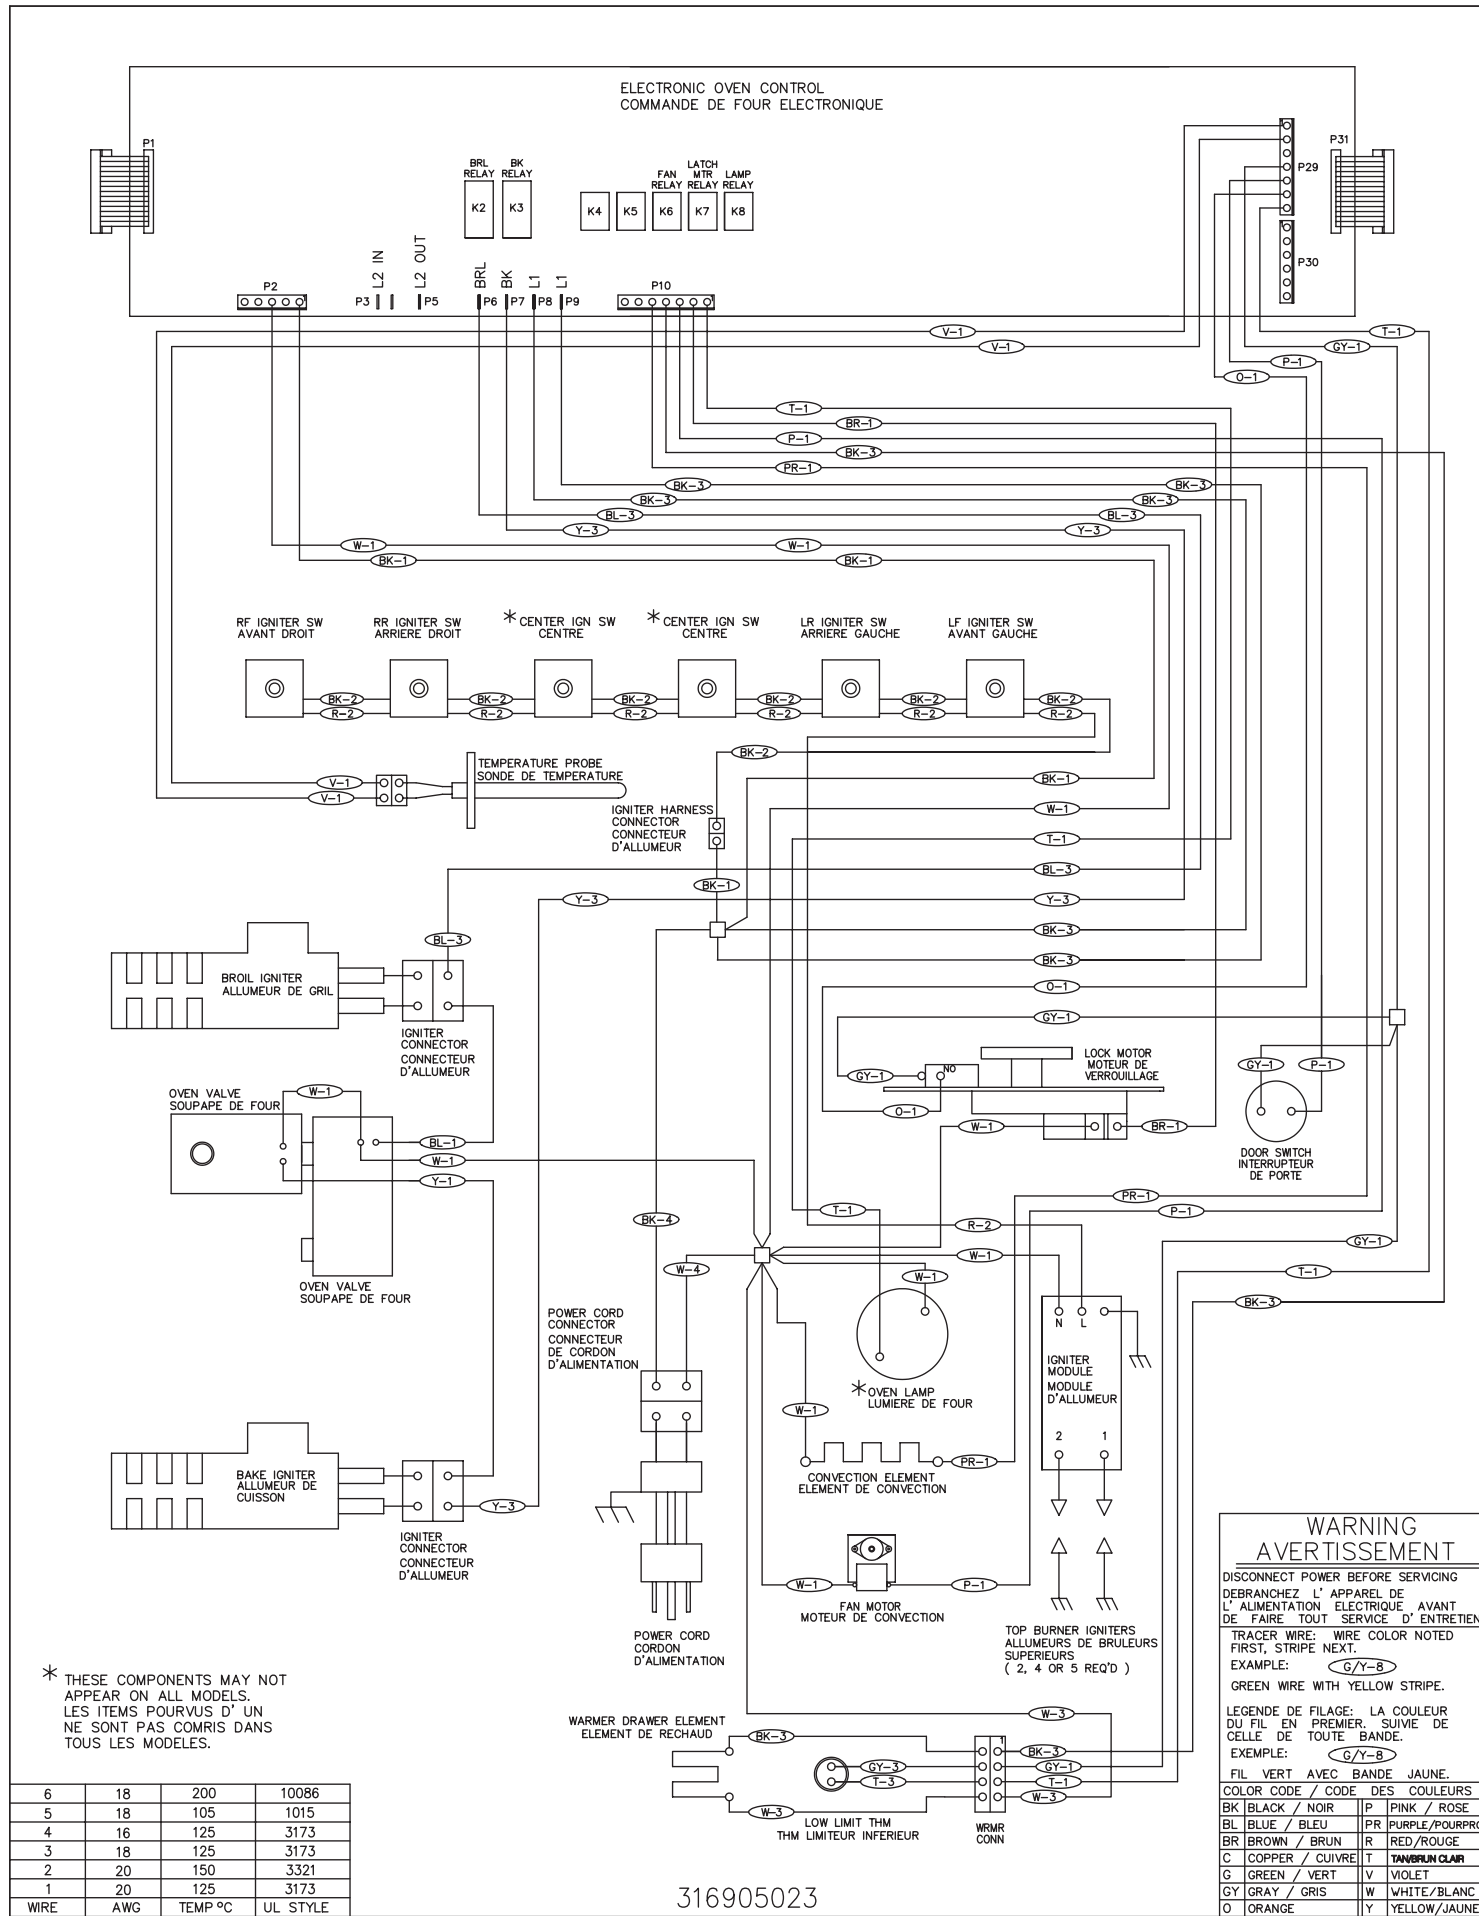 ELECTRONIC OVEN CONTROL
COMMANDE DE FOUR ELECTRONIQUE
P1
P31
BRL
RELAY
BK
RELAY
FAN
RELAY
LATCH
MTR
RELAY
LAMP
RELAY
K2
K3
K4
K5
K6
K7
K8
1
P29
P30
P2
1
P3
L2 IN
L2 OUT
P5
BRL
P6
BK
P7
L1
P8
L1
P9
P10
1
V-1
T-1
V-1
GY-1
P-1
O-1
T-1
BR-1
P-1
BK-3
PR-1
BK-3
BK-3
BK-3
BK-3
BL-3
BL-3
Y-3
Y-3
W-1
W-1
BK-1
BK-1
RF IGNITER SW
AVANT DROIT
RR IGNITER SW
ARRIERE DROIT
* CENTER IGN SW
CENTRE
* CENTER IGN SW
CENTRE
LR IGNITER SW
ARRIERE GAUCHE
LF IGNITER SW
AVANT GAUCHE
BK-2
BK-2
BK-2
BK-2
BK-2
BK-2
R-2
R-2
R-2
R-2
R-2
R-2
BK-2
TEMPERATURE PROBE
SONDE DE TEMPERATURE
V-1
V-1
BK-1
W-1
IGNITER HARNESS
CONNECTOR
CONNECTEUR
D'ALLUMEUR
T-1
BL-3
BK-1
Y-3
Y-3
BK-3
BL-3
BK-3
BROIL IGNITER
ALLUMEUR DE GRIL
O-1
GY-1
IGNITER
CONNECTOR
CONNECTEUR
D'ALLUMEUR
LOCK MOTOR
MOTEUR DE
VERROUILLAGE
NO
GY-1
GY-1
P-1
O-1
W-1
BR-1
OVEN VALVE
SOUPAPE DE FOUR
W-1
BL-1
W-1
Y-1
DOOR SWITCH
INTERRUPTEUR
DE PORTE
PR-1
T-1
P-1
BK-4
R-2
GY-1
W-1
W-4
W-1
T-1
BK-3
OVEN VALVE
SOUPAPE DE FOUR
POWER CORD
CONNECTOR
CONNECTEUR
DE CORDON
D'ALIMENTATION
N
L
IGNITER
MODULE
MODULE
D'ALLUMEUR
* OVEN LAMP
LUMIERE DE FOUR
W-1
2
1
PR-1
CONVECTION ELEMENT
ELEMENT DE CONVECTION
BAKE IGNITER
ALLUMEUR DE
CUISSON
Y-3
IGNITER
CONNECTOR
CONNECTEUR
D'ALLUMEUR
W-1
P-1
FAN MOTOR
MOTEUR DE CONVECTION
POWER CORD
CORDON
D'ALIMENTATION
TOP BURNER IGNITERS
ALLUMEURS DE BRULEURS
SUPERIEURS
( 2, 4 OR 5 REQ'D )
* THESE COMPONENTS MAY NOT
APPEAR ON ALL MODELS.
LES ITEMS POURVUS D' UN
NE SONT PAS COMRIS DANS
TOUS LES MODELES.
WARMER DRAWER ELEMENT
ELEMENT DE RECHAUD
W-3
BK-3
1
BK-3
GY-3
GY-1
T-3
T-1
W-3
W-3
LOW LIMIT THM
THM LIMITEUR INFERIEUR
WRMR
CONN
WARNING
AVERTISSEMENT
DISCONNECT POWER BEFORE SERVICING
DEBRANCHEZ L' APPAREL DE
L' ALIMENTATION ELECTRIQUE AVANT
DE FAIRE TOUT SERVICE D' ENTRETIEN
TRACER WIRE: WIRE COLOR NOTED
FIRST, STRIPE NEXT.
EXAMPLE: G/Y-8
GREEN WIRE WITH YELLOW STRIPE.
LEGENDE DE FILAGE: LA COULEUR
DU FIL EN PREMIER. SUIVIE DE
CELLE DE TOUTE BANDE.
EXEMPLE: G/Y-8
FIL VERT AVEC BANDE JAUNE.
COLOR CODE / CODE DES COULEURS
BK BLACK / NOIR P PINK / ROSE
BL BLUE / BLEU PR PURPLE/POURPRO
BR BROWN / BRUN R RED/ROUGE
C COPPER / CUIVRE T TAN/BRUN CLAIR
G GREEN / VERT V VIOLET
GY GRAY / GRIS W WHITE/BLANC
O ORANGE Y YELLOW/JAUNE
6 18 200 10086
5 18 105 1015
4 16 125 3173
3 18 125 3173
2 20 150 3321
1 20 125 3173
WIRE AWG TEMP °C UL STYLE
316905023